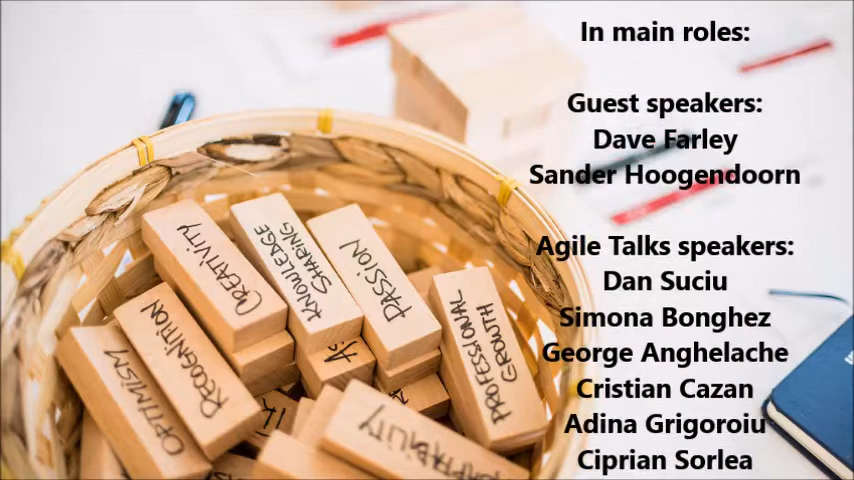 In main roles:
Guest speakers:
Dave Farley
Sander Hoogendoorn
Agile Talks speakers:
Dan Suciu
Simona Bonghez
George Anghelache
Cristian Cazan
Adina Grigoroiu
Ciprian Sorlea
CREATIVITY
KNOWLEDGE
SHARING
PASSION
PROFESSIONAL
GROWTH
RECOGNITION
OPTIMISM